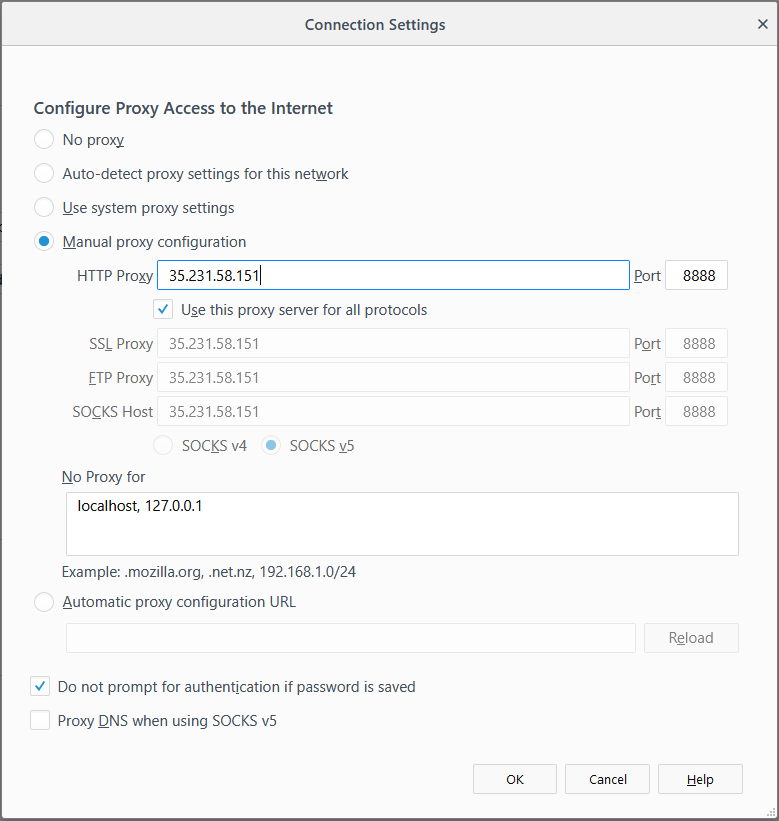 Connection Settings
Configure Proxy Access to the Internet
No proxy
Auto-detect proxy settings for this network
Use system proxy settings
Manual proxy configuration
HTTP Proxy 35.231.58.151 Port 8888
Use this proxy server for all protocols
SSL Proxy 35.231.58.151 Port 8888
FTP Proxy 35.231.58.151 Port 8888
SOCKS Host 35.231.58.151 Port 8888
SOCKS v4 SOCKS v5
No Proxy for
localhost, 127.0.0.1
Example: .mozilla.org, .net.nz, 192.168.1.0/24
Automatic proxy configuration URL
Reload
Do not prompt for authentication if password is saved
Proxy DNS when using SOCKS v5
OK Cancel Help